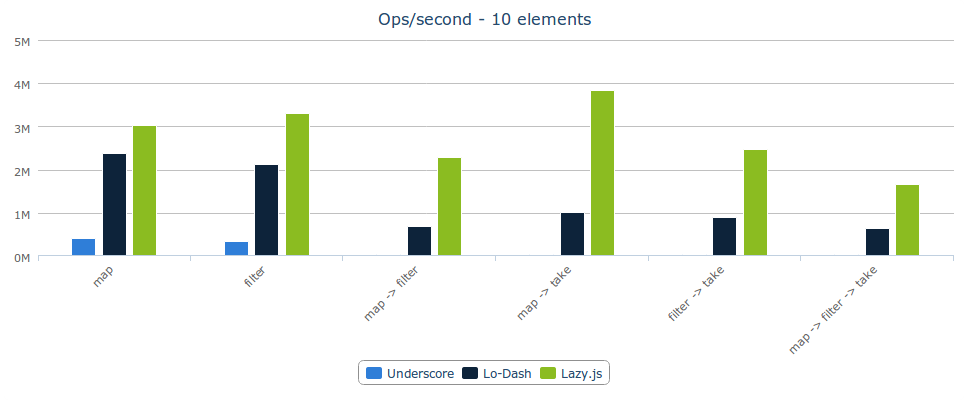 Ops/second - 10 elements
5M
4M
3M
2M
1M
0M
map
filter
map -> filter
map -> take
filter -> take
map -> filter -> take
Underscore Lo-Dash Lazy.js